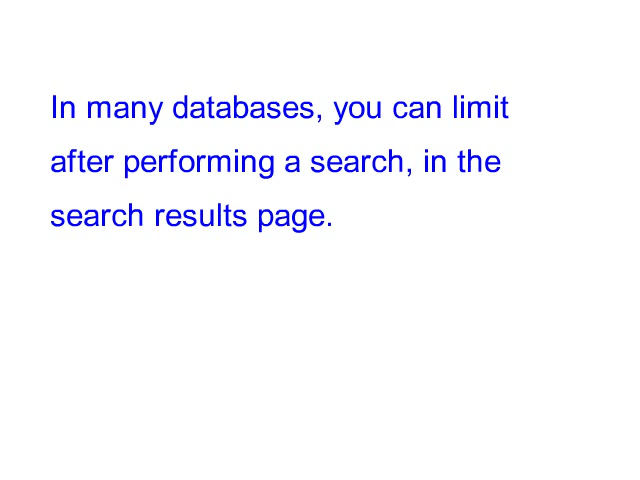 In many databases, you can limit
after performing a search, in the
search results page.